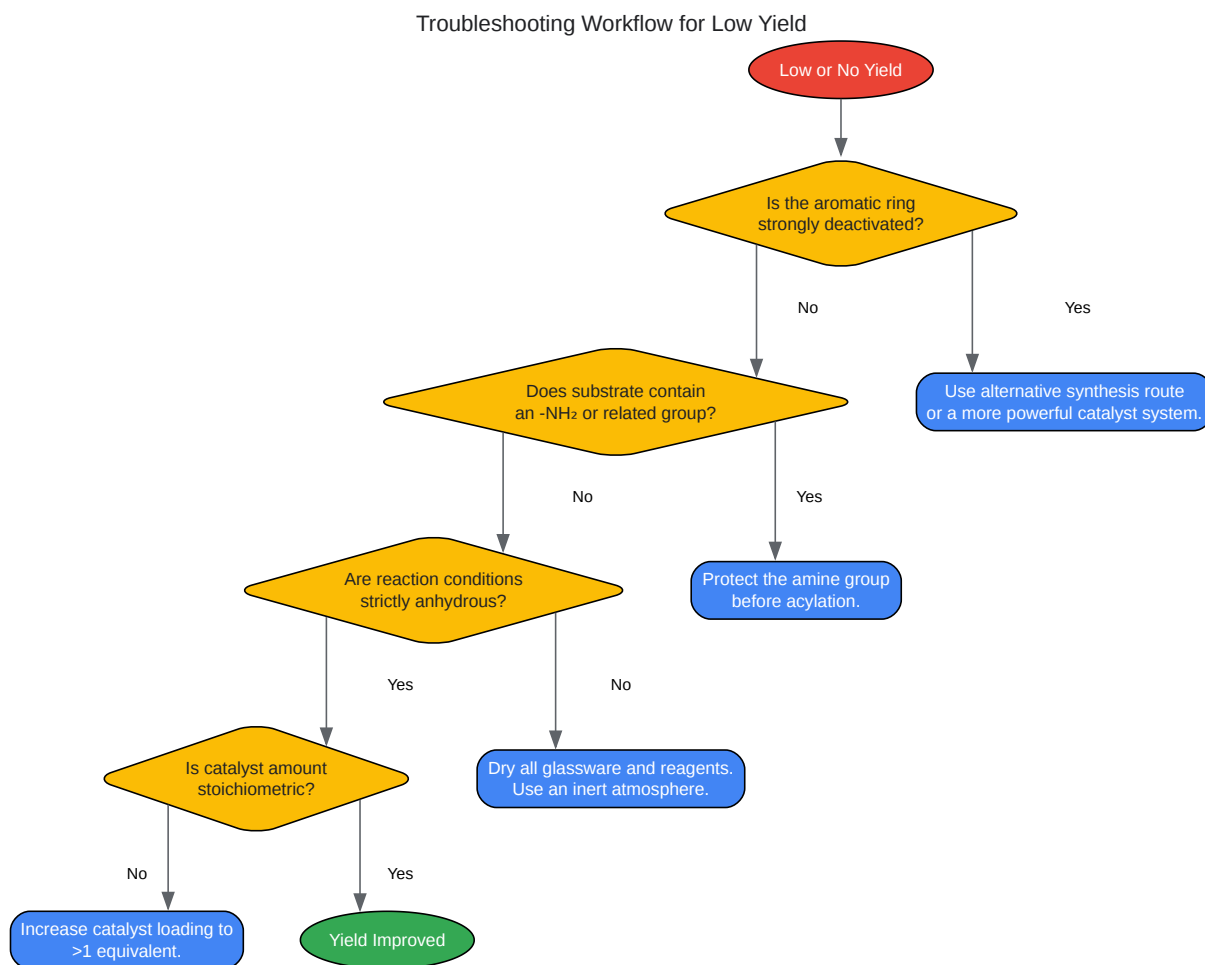 Troubleshooting Workflow for Low Yield
Low or No Yield
Is the aromatic ring
strongly deactivated?
No
Yes
Does substrate contain
an -NH₂ or related group?
Use alternative synthesis route
or a more powerful catalyst system.
No
Yes
Are reaction conditions
strictly anhydrous?
Protect the amine group
before acylation.
Yes
No
Is catalyst amount
stoichiometric?
Dry all glassware and reagents.
Use an inert atmosphere.
No
Yes
Increase catalyst loading to
>1 equivalent.
Yield Improved